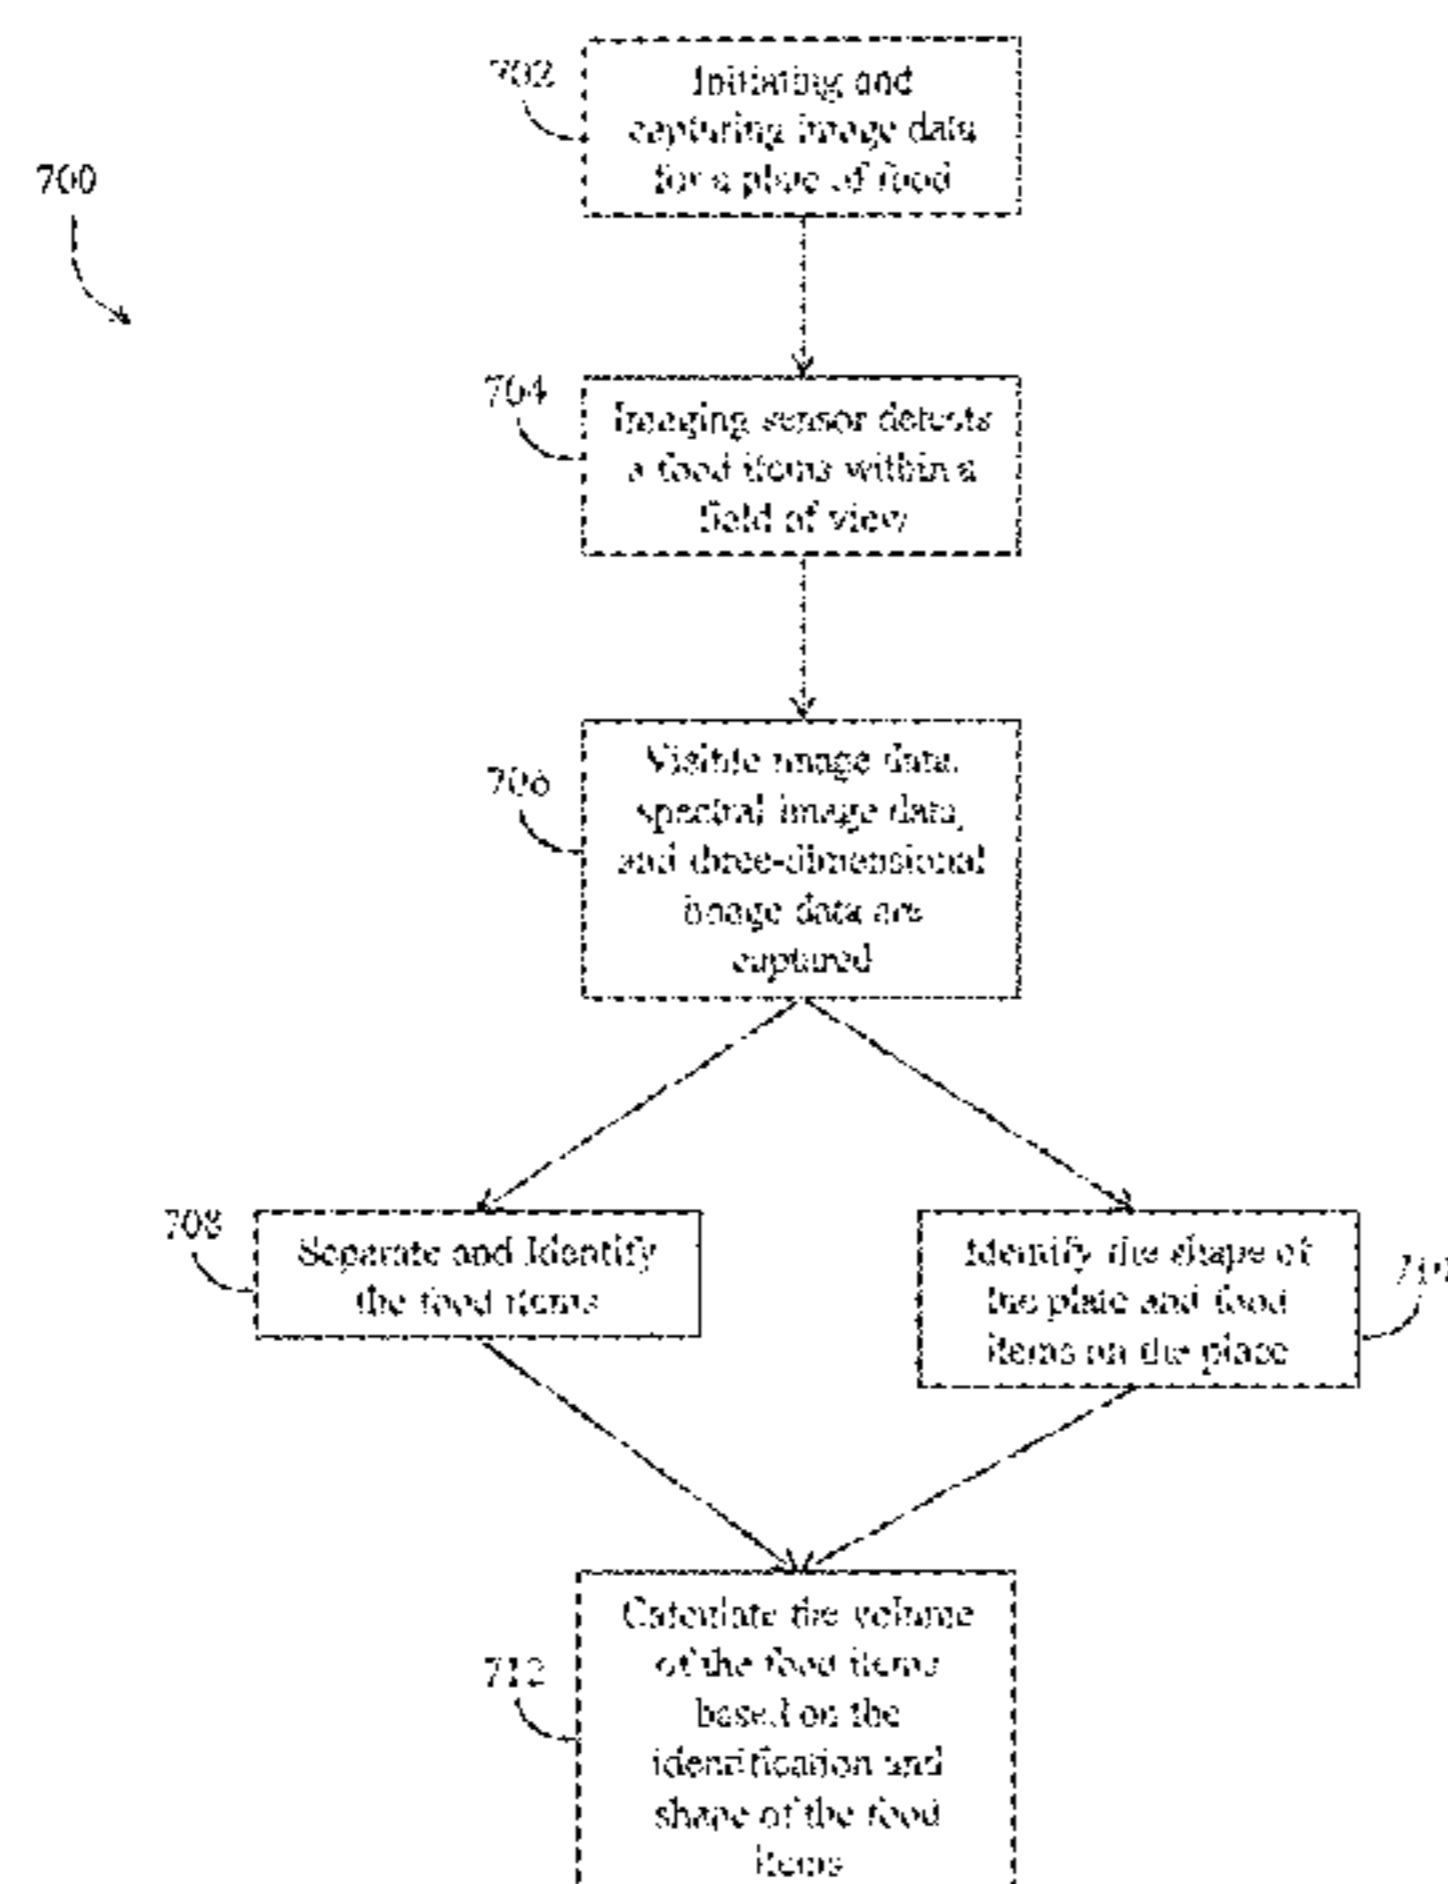 702
Initiating and
capturing image data
for a plate of food
700
704
Imaging sensor detects
a food items within a
field of view
706
Visible image data,
spectral image data,
and three-dimensional
image data are
captured
708
Separate and Identify
the food items
Identify the shape of
the plate and food
items on the place
710
712
Calculate the volume
of the food items
based on the
identification and
shape of the food
items